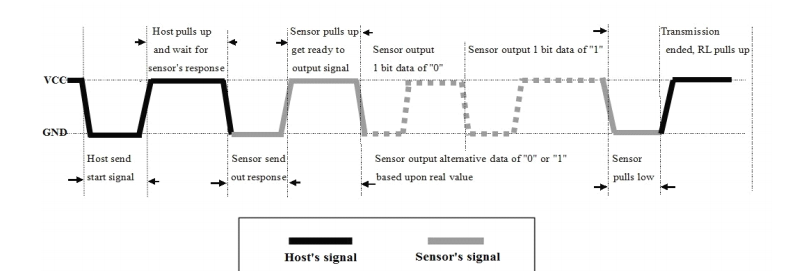 Host pulls up
and wait for
sensor's response
Sensor pulls up
get ready to
output signal
Sensor output
1 bit data of "0"
Sensor output 1 bit data of "1"
Transmission
ended, RL pulls up
VCC
GND
Host send
start signal
Sensor send
out response
Sensor output alternative data of "0" or "1"
based upon real value
Sensor
pulls low
Host's signal
Sensor's signal